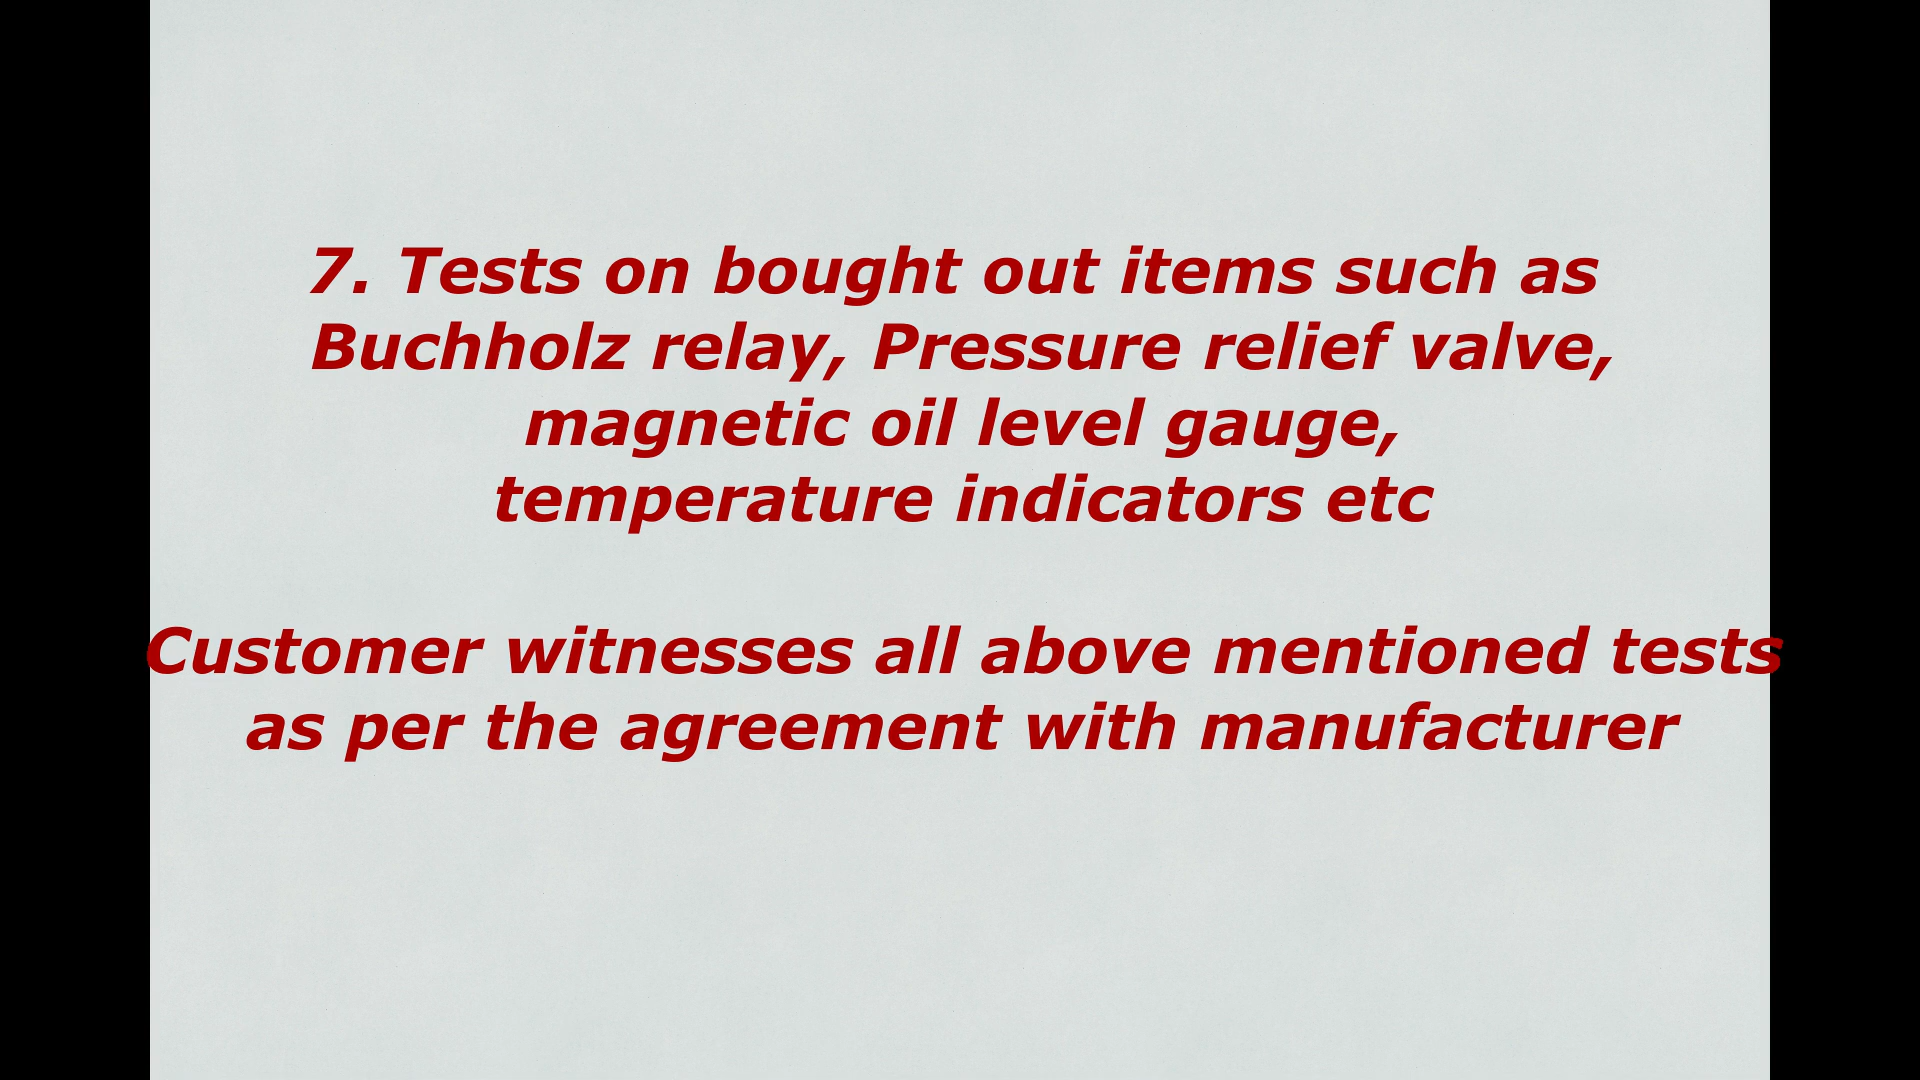 7. Tests on bought out items such as
Buchholz relay, Pressure relief valve,
magnetic oil level gauge,
temperature indicators etc
Customer witnesses all above mentioned tests
as per the agreement with manufacturer